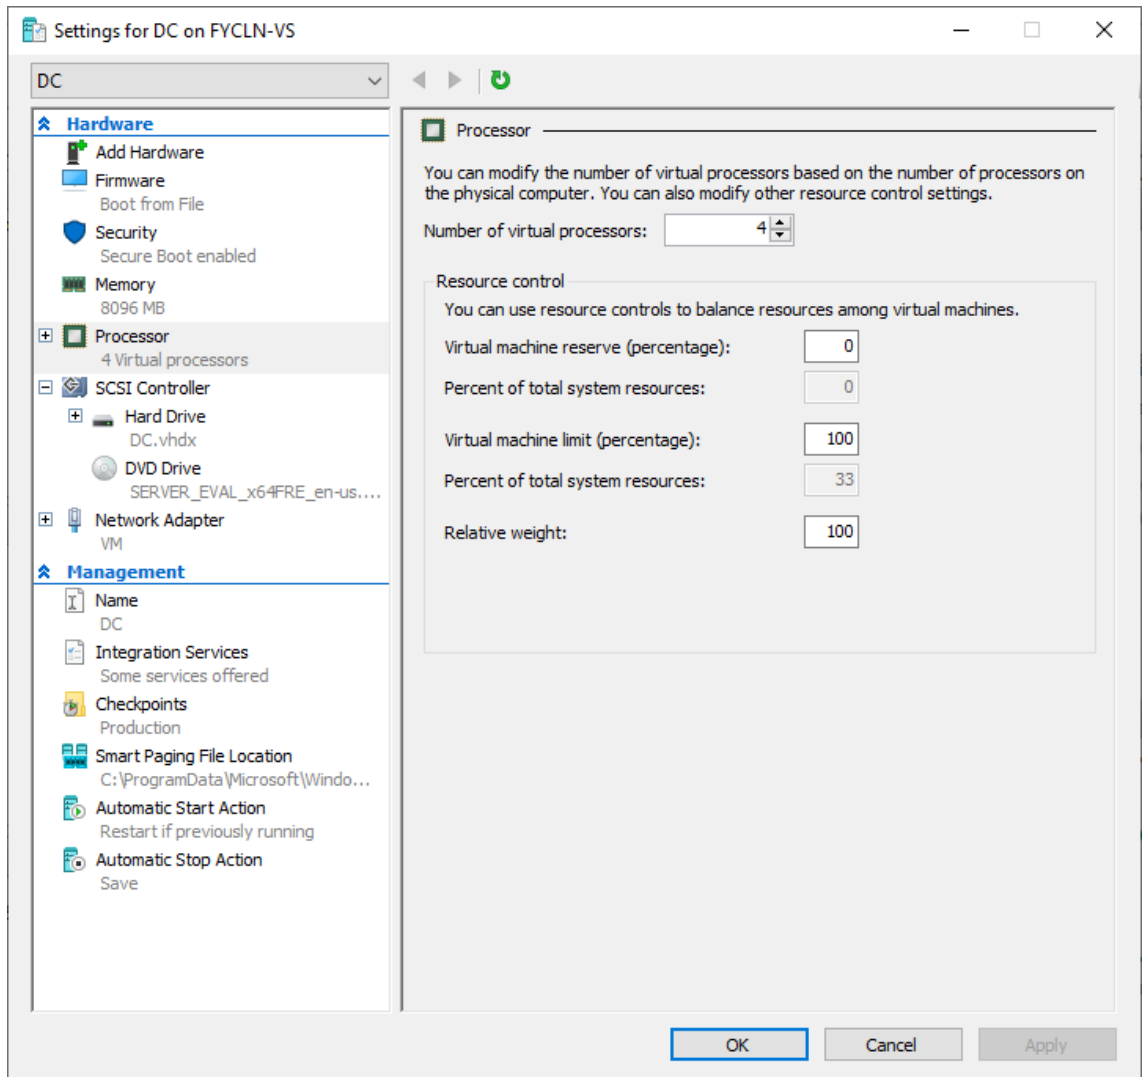 Settings for DC on FYCLN-VS
DC
Hardware
Add Hardware
Firmware
Boot from File
Security
Secure Boot enabled
Memory
8096 MB
Processor
4 Virtual processors
SCSI Controller
Hard Drive
DC.vhdx
DVD Drive
SERVER_EVAL_x64FRE_en-us....
Network Adapter
VM
Management
Name
DC
Integration Services
Some services offered
Checkpoints
Production
Smart Paging File Location
C:\ProgramData\Microsoft\Windo...
Automatic Start Action
Restart if previously running
Automatic Stop Action
Save
Processor
You can modify the number of virtual processors based on the number of processors on
the physical computer. You can also modify other resource control settings.
Number of virtual processors: 4
Resource control
You can use resource controls to balance resources among virtual machines.
Virtual machine reserve (percentage): 0
Percent of total system resources: 0
Virtual machine limit (percentage): 100
Percent of total system resources: 33
Relative weight: 100
OK Cancel Apply